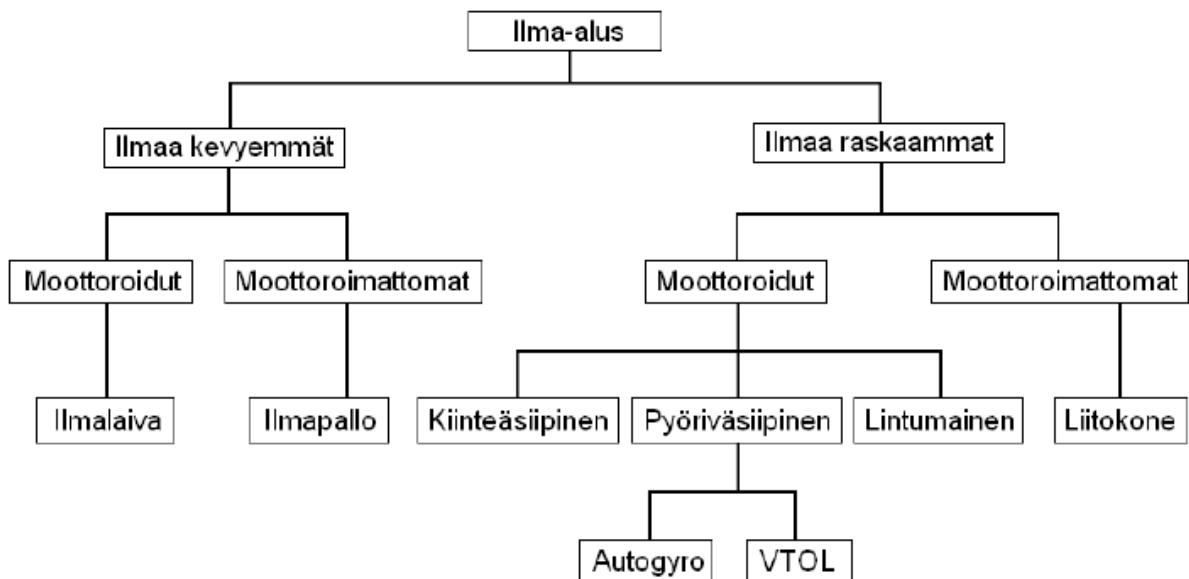 Ilma-alus
Ilmaa kevyemmät
Ilmaa raskaammat
Moottoroidut
Moottoroimattomat
Moottoroidut
Moottoroimattomat
Ilmalaiva
Ilmapallo
Kiinteäsiipinen
Pyöriväsiipinen
Lintumainen
Liitokone
Autogyro
VTOL